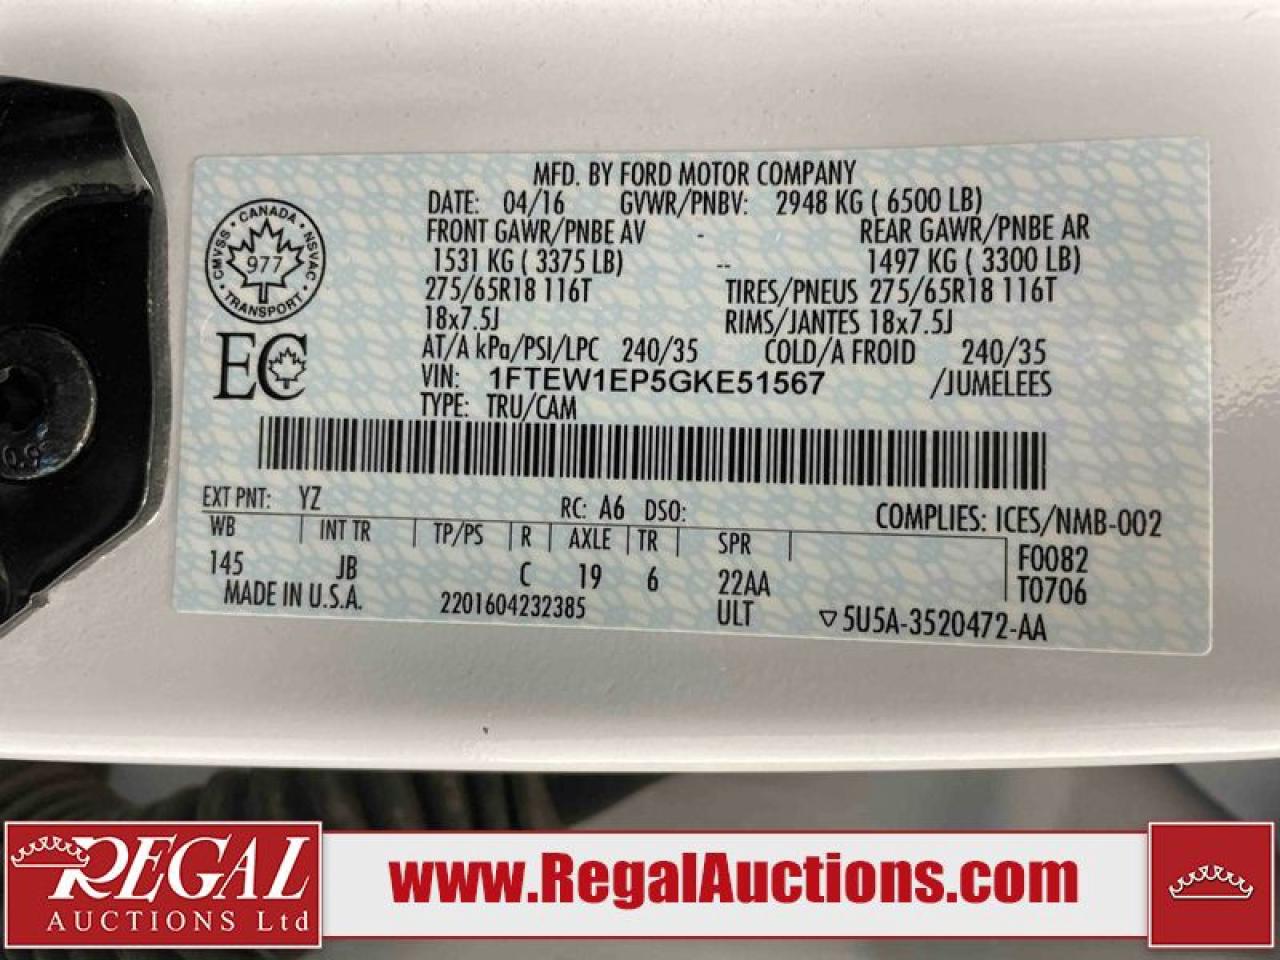 MFD. BY FORD MOTOR COMPANY
DATE: 04/16 GVWR/PNBV: 2948 KG ( 6500 LB)
FRONT GAWR/PNBE AV - REAR GAWR/PNBE AR
1531 KG ( 3375 LB) -- 1497 KG ( 3300 LB)
275/65R18 116T TIRES/PNEUS 275/65R18 116T
18x7.5J RIMS/JANTES 18x7.5J
AT/A kPa/PSI/LPC 240/35 COLD/A FROID 240/35
VIN: 1FTEW1EP5GKE51567 /JUMELEES
TYPE: TRU/CAM
CANADA
CMVSS NSVAC
977
TRANSPORT
EC
EXT PNT: YZ RC: A6 DSO: COMPLIES: ICES/NMB-002
WB INT TR TP/PS R AXLE TR SPR F0082
145 JB C 19 6 22AA T0706
MADE IN U.S.A. 2201604232385 ULT ▽5U5A-3520472-AA
REGAL
AUCTIONS Ltd
www.RegalAuctions.com